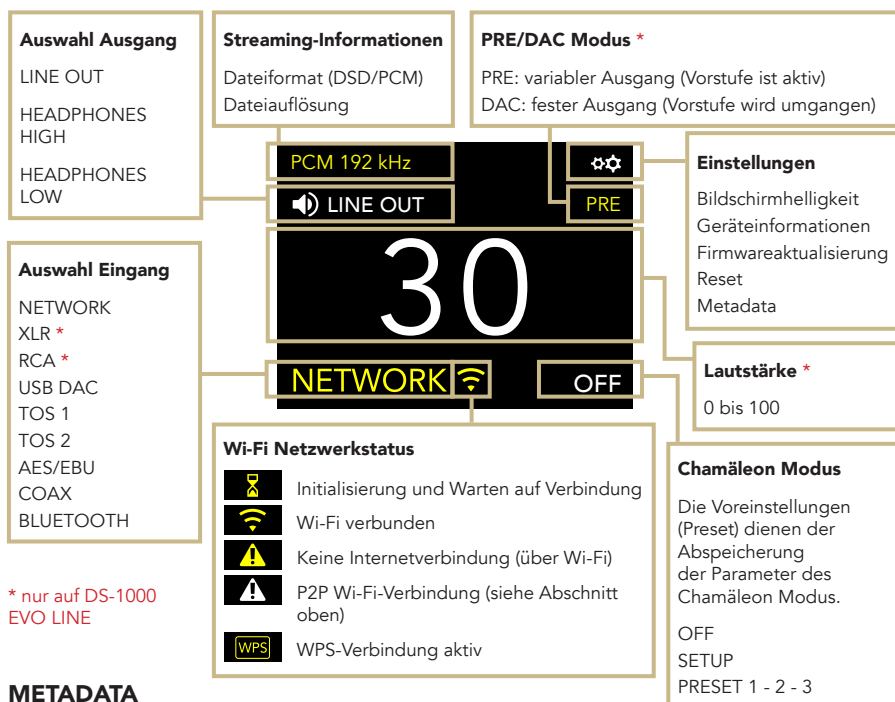 Auswahl Ausgang
LINE OUT
HEADPHONES
HIGH
HEADPHONES
LOW
Streaming-Informationen
Dateiformat (DSD/PCM)
Dateiauflösung
PRE/DAC Modus *
PRE: variabler Ausgang (Vorstufe ist aktiv)
DAC: fester Ausgang (Vorstufe wird umgangen)
PCM 192 kHz
LINE OUT
PRE
30
NETWORK
OFF
Einstellungen
Bildschirmhelligkeit
Geräteinformationen
Firmwareaktualisierung
Reset
Metadata
Auswahl Eingang
NETWORK
XLR *
RCA *
USB DAC
TOS 1
TOS 2
AES/EBU
COAX
BLUETOOTH
Lautstärke *
0 bis 100
Wi-Fi Netzwerkstatus
Initialisierung und Warten auf Verbindung
Wi-Fi verbunden
Keine Internetverbindung (über Wi-Fi)
P2P Wi-Fi-Verbindung (siehe Abschnitt
oben)
WPS WPS-Verbindung aktiv
Chamäleon Modus
Die Voreinstellungen
(Preset) dienen der
Abspeicherung
der Parameter des
Chamäleon Modus.
OFF
SETUP
PRESET 1 - 2 - 3
* nur auf DS-1000
EVO LINE
METADATA